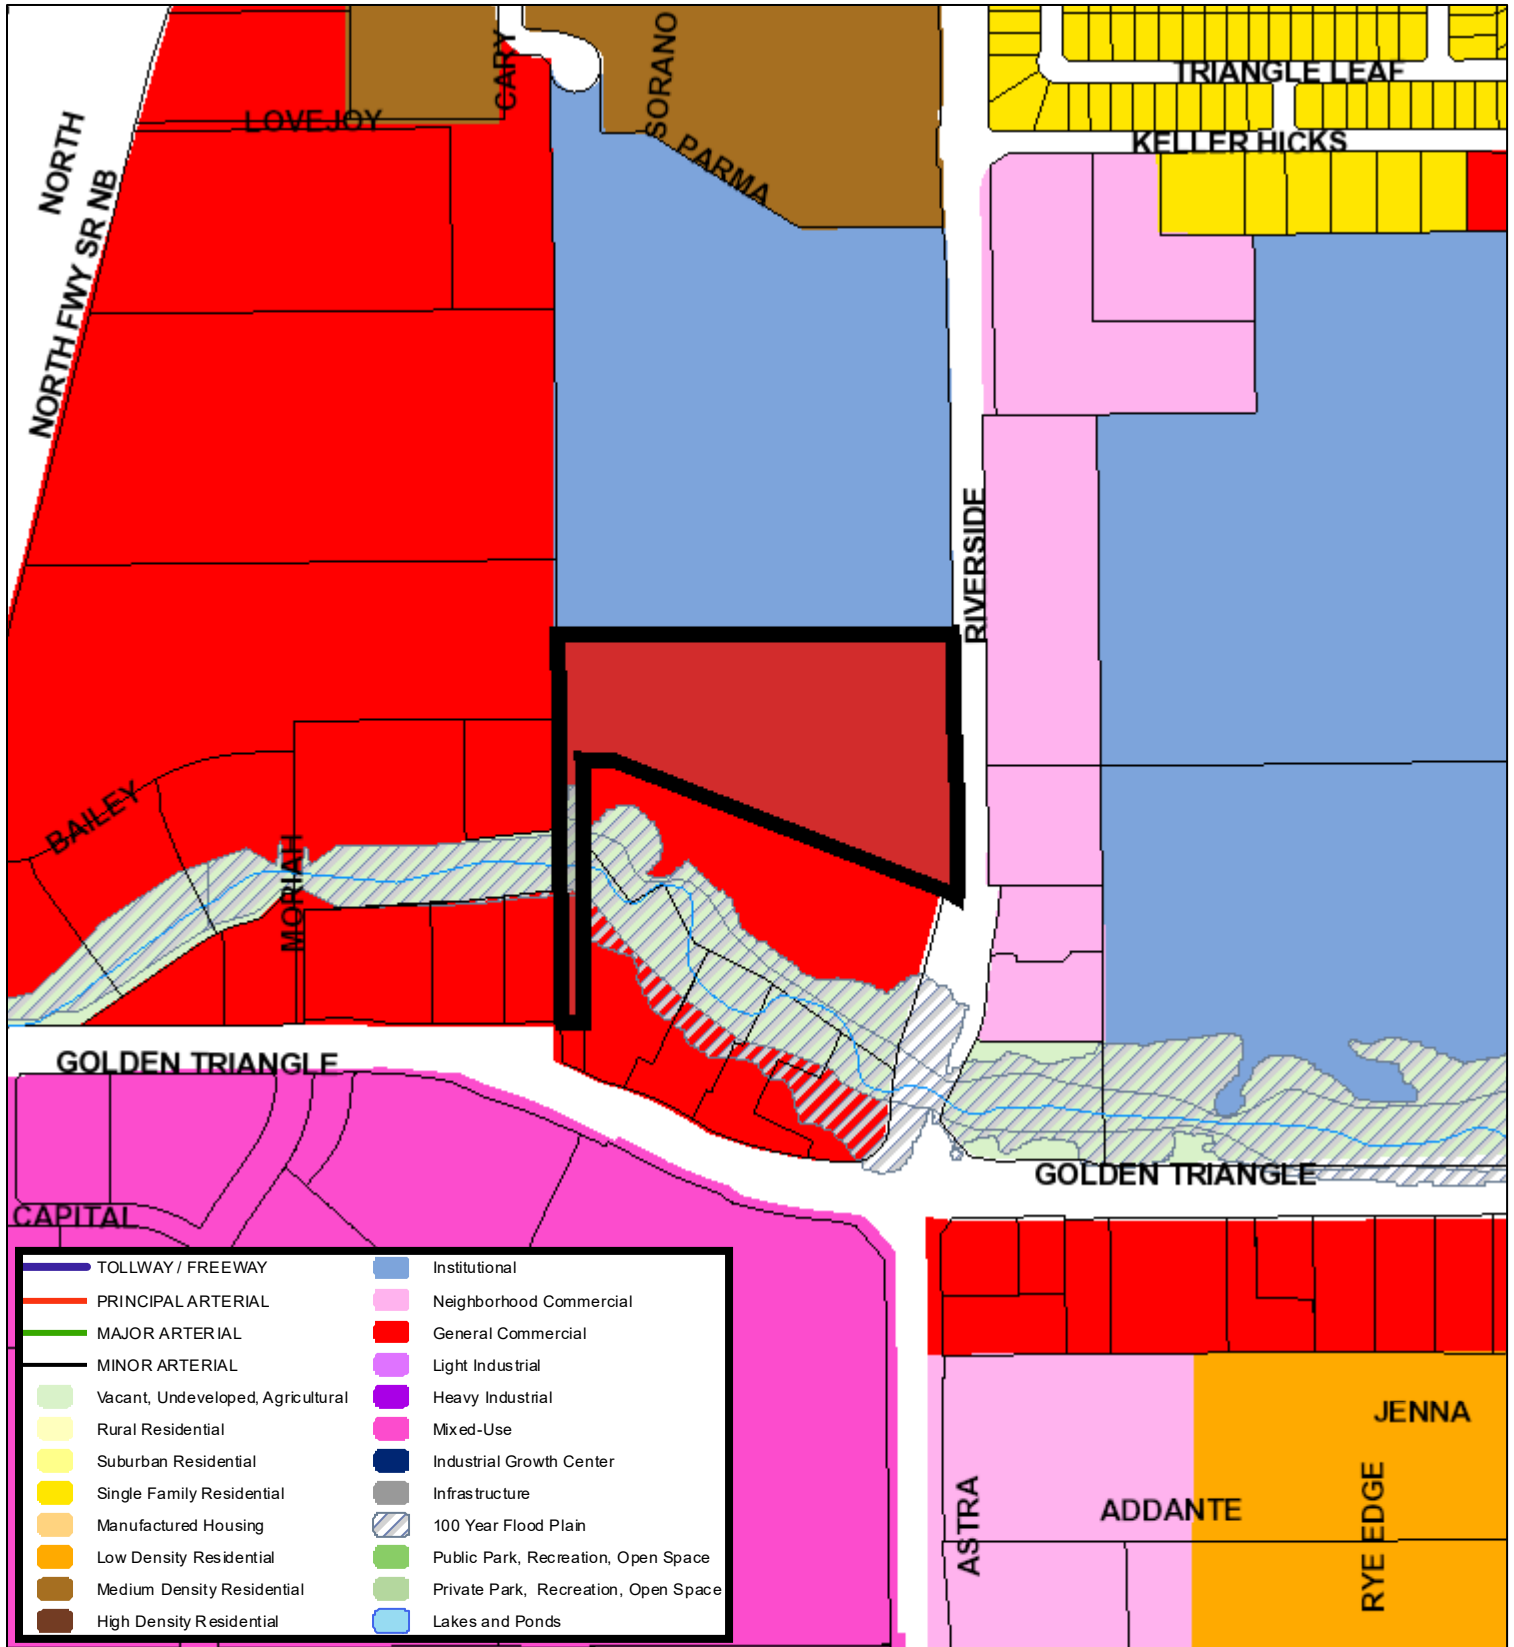 CARY
SORANO
TRIANGLE LEAF
LOVEJOY
KELLER HICKS
NORTH
PARMA
NORTH FWY SR NB
RIVERSIDE
BAILEY
MORIAH
GOLDEN TRIANGLE
GOLDEN TRIANGLE
CAPITAL
TOLLWAY / FREEWAY
PRINCIPAL ARTERIAL
MAJOR ARTERIAL
MINOR ARTERIAL
Vacant, Undeveloped, Agricultural
Rural Residential
Suburban Residential
Single Family Residential
Manufactured Housing
Low Density Residential
Medium Density Residential
High Density Residential
Institutional
Neighborhood Commercial
General Commercial
Light Industrial
Heavy Industrial
Mixed-Use
Industrial Growth Center
Infrastructure
100 Year Flood Plain
Public Park, Recreation, Open Space
Private Park, Recreation, Open Space
Lakes and Ponds
JENNA
ADDANTE
ASTRA
RYE EDGE